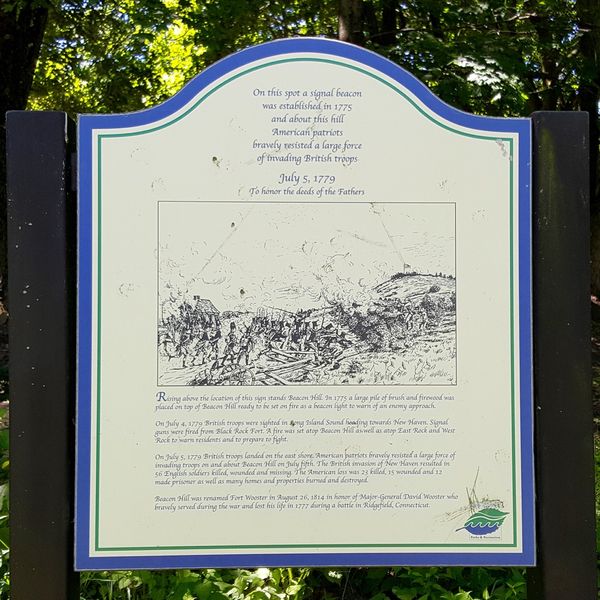 On this spot a signal beacon
was established in 1775
and about this hill
American patriots
bravely resisted a large force
of invading British troops
July 5, 1779
To honor the deeds of the Fathers
Rising above the location of this sign stands Beacon Hill. In 1775 a large pile of brush and firewood was
placed on top of Beacon Hill ready to be set on fire as a beacon light to warn of an enemy approach.
On July 4, 1779 British troops were sighted in Long Island Sound heading towards New Haven. Signal
guns were fired from Black Rock Fort. A fire was set atop Beacon Hill as well as atop East Rock and West
Rock to warn residents and to prepare to fight.
On July 5, 1779 British troops landed on the east shore. American patriots bravely resisted a large force of
invading troops on and about Beacon Hill on July fifth. The British invasion of New Haven resulted in
56 English soldiers killed, wounded and missing. The American loss was 23 killed, 15 wounded and 12
made prisoner as well as many homes and properties burned and destroyed.
Beacon Hill was renamed Fort Wooster in August 26, 1814 in honor of Major-General David Wooster who
bravely served during the war and lost his life in 1777 during a battle in Ridgefield, Connecticut.
Parks & Recreation